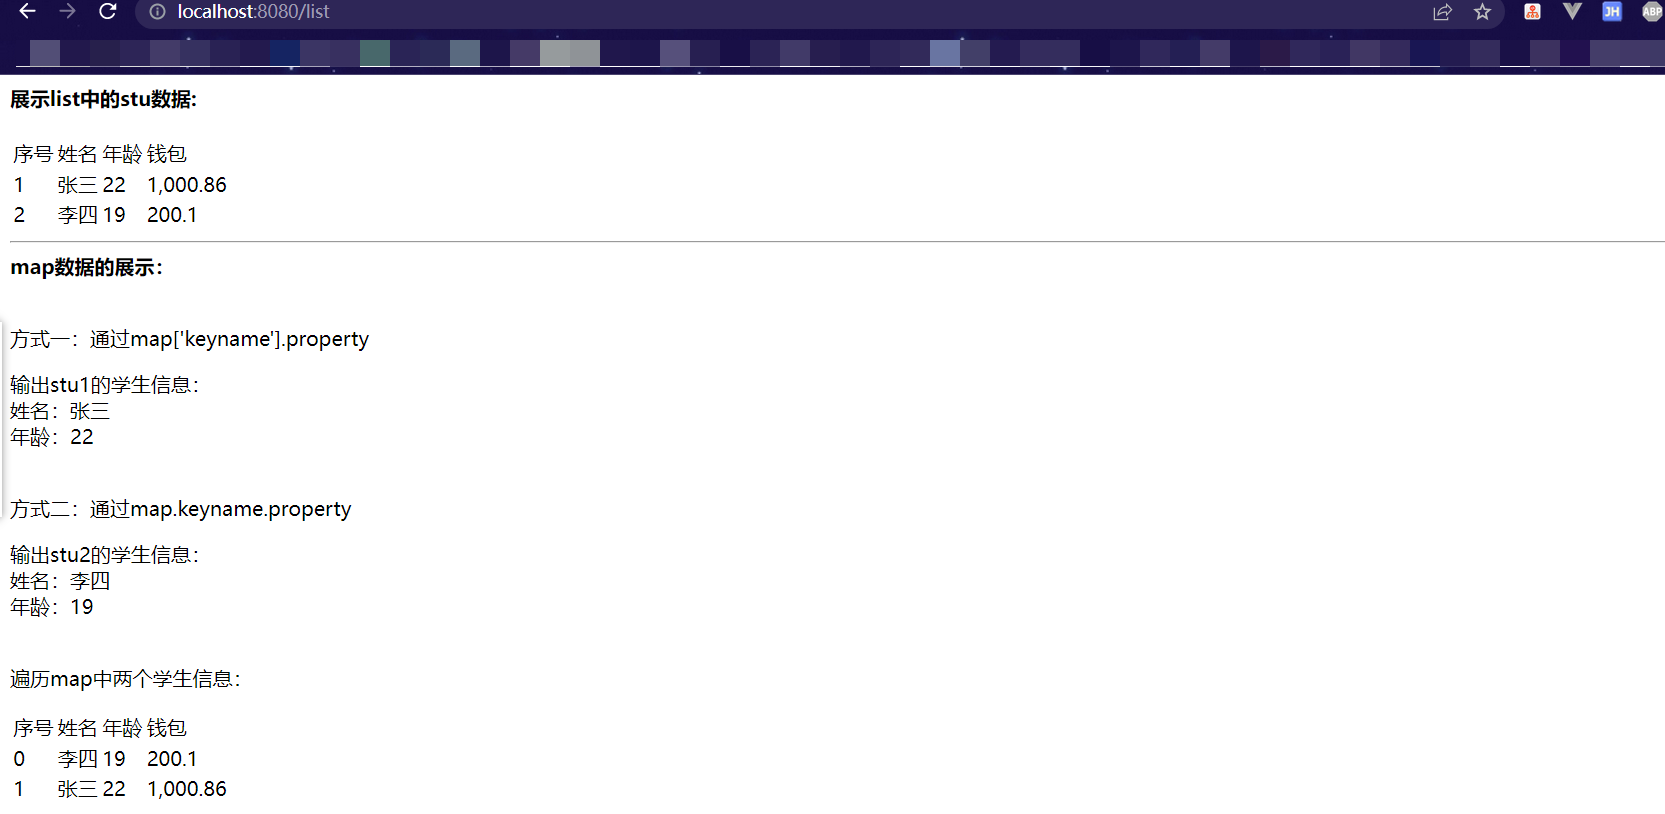 localhost:8080/list
JH
ABP
展示list中的stu数据:
序号 姓名 年龄 钱包
1 张三 22 1,000.86
2 李四 19 200.1
map数据的展示：
方式一：通过map['keyname'].property
输出stu1的学生信息：
姓名：张三
年龄：22
方式二：通过map.keyname.property
输出stu2的学生信息：
姓名：李四
年龄：19
遍历map中两个学生信息：
序号 姓名 年龄 钱包
0 李四 19 200.1
1 张三 22 1,000.86